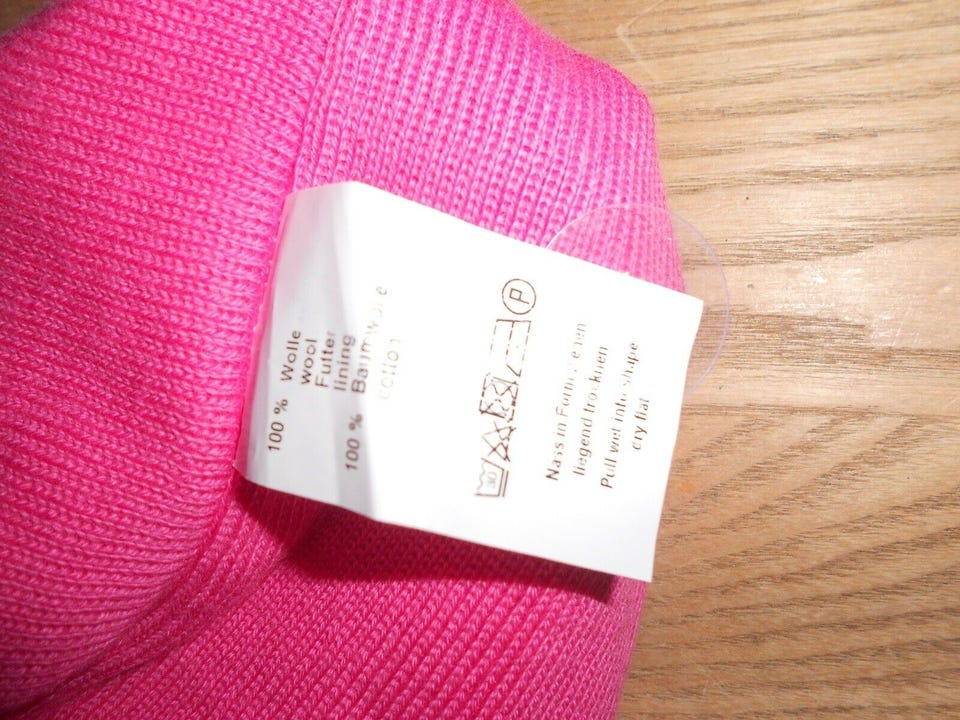 100 % Wolle
wool
Futter
lining
100 % Baumwolle
cotton
30
P
Nass in Form ziehen
liegend trocknen
Pull wet into shape
dry flat